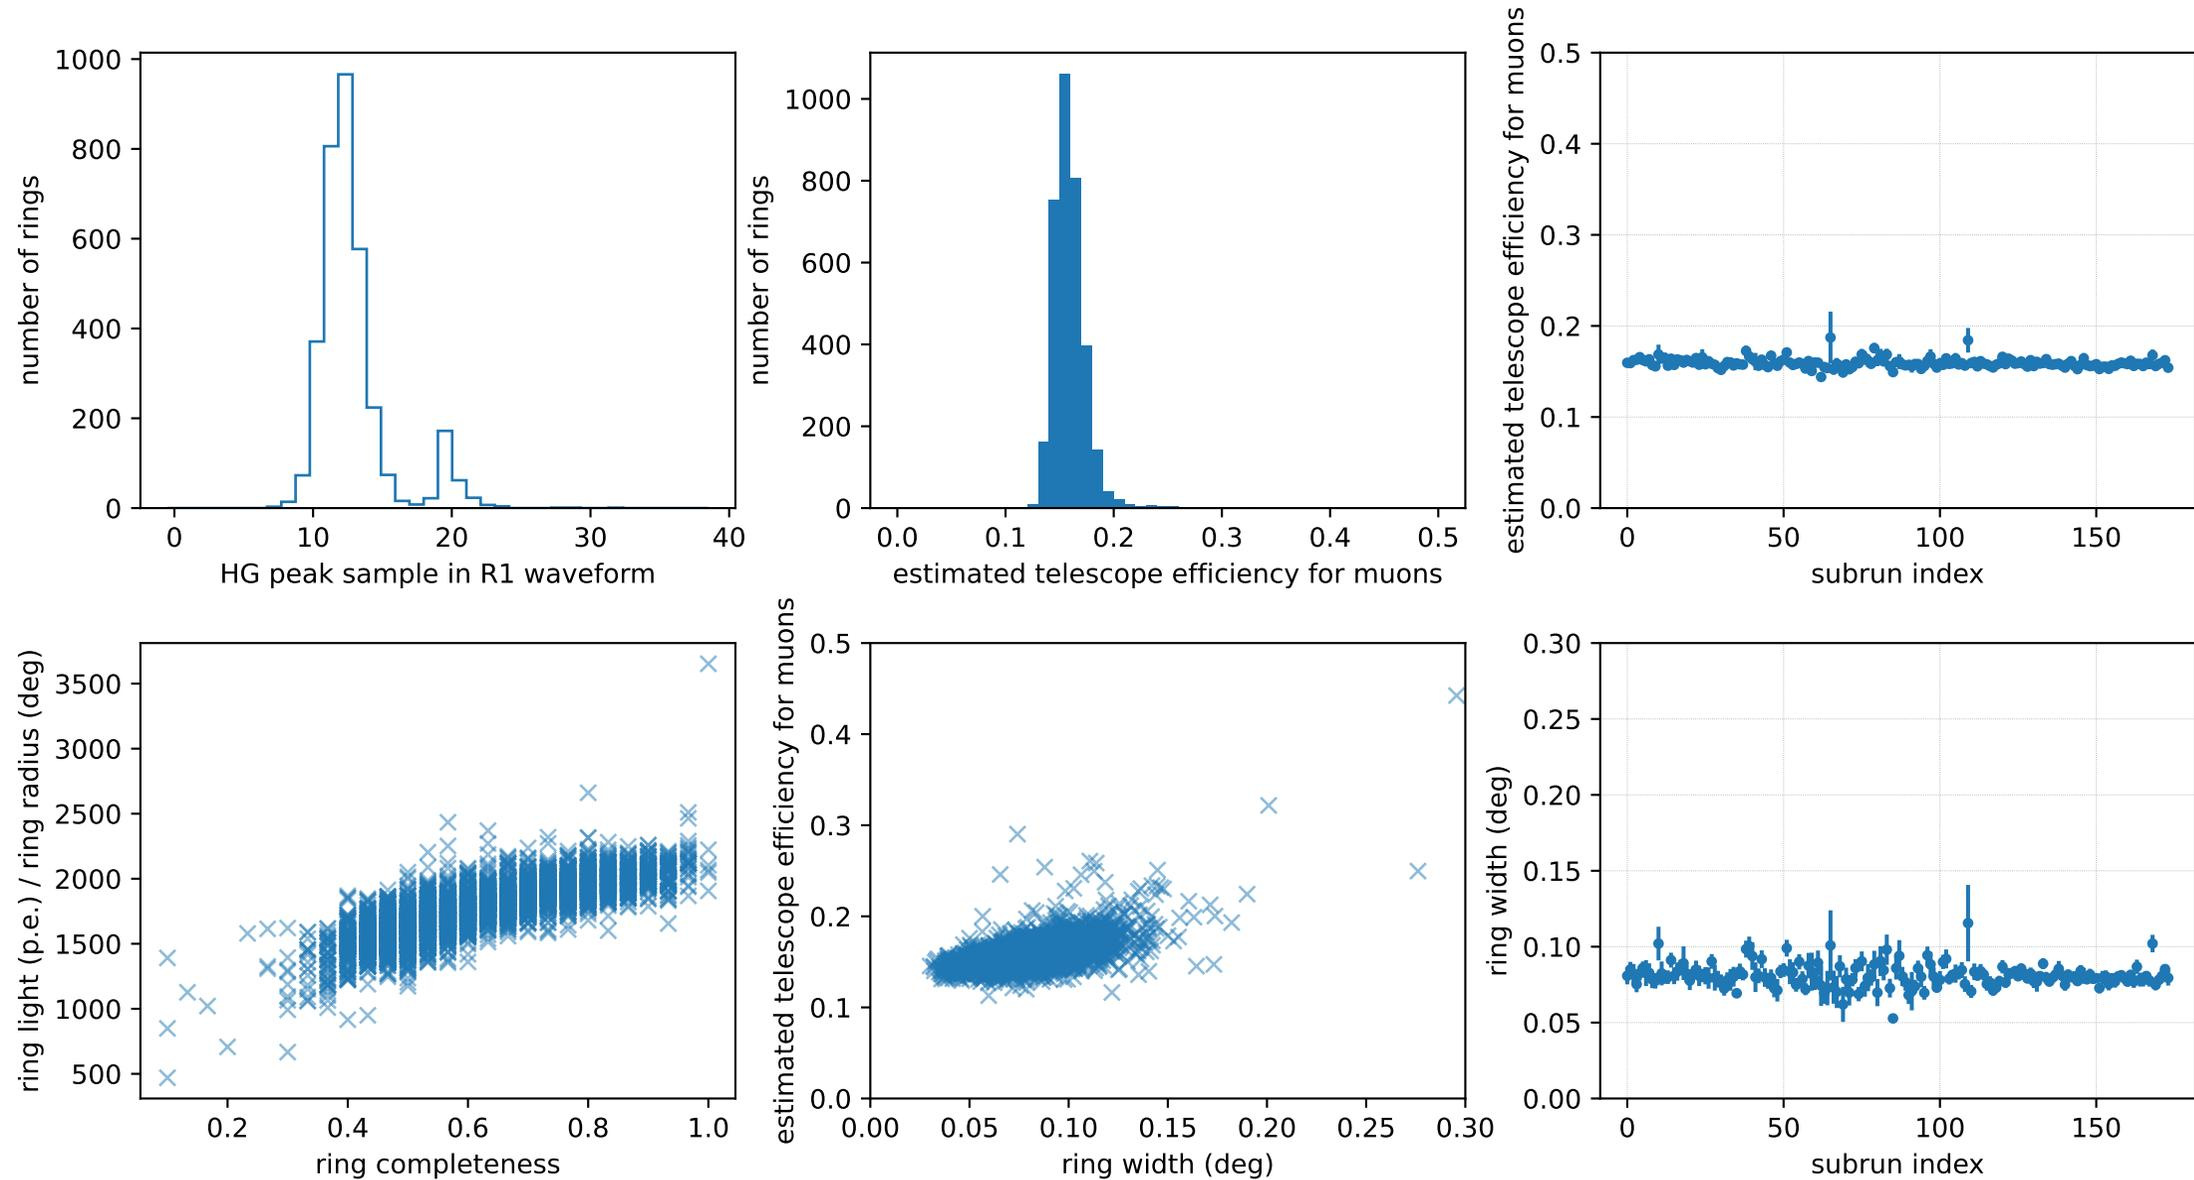 number of rings
1000
800
600
400
200
0
0 10 20 30 40
HG peak sample in R1 waveform
number of rings
1000
800
600
400
200
0
0.0 0.1 0.2 0.3 0.4 0.5
estimated telescope efficiency for muons
estimated telescope efficiency for muons
0.5
0.4
0.3
0.2
0.1
0.0
0 50 100 150
subrun index
ring light (p.e.) / ring radius (deg)
3500
3000
2500
2000
1500
1000
500
0.2 0.4 0.6 0.8 1.0
ring completeness
estimated telescope efficiency for muons
0.5
0.4
0.3
0.2
0.1
0.0
0.00 0.05 0.10 0.15 0.20 0.25 0.30
ring width (deg)
ring width (deg)
0.30
0.25
0.20
0.15
0.10
0.05
0.00
0 50 100 150
subrun index